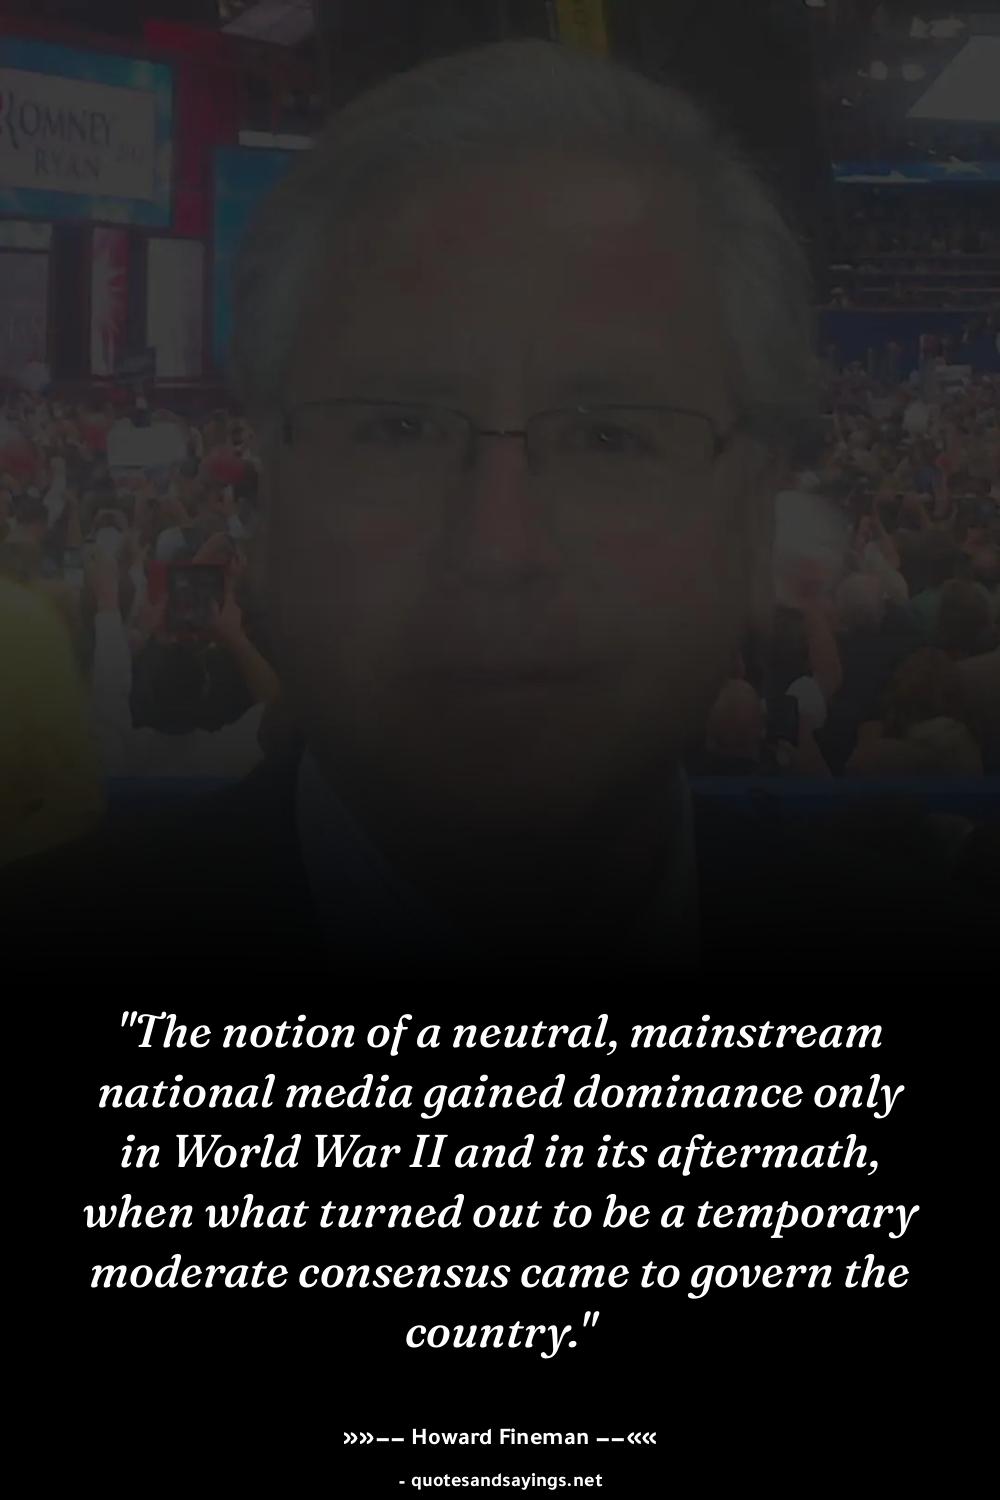 ROMNEY
RYAN
"The notion of a neutral, mainstream
national media gained dominance only
in World War II and in its aftermath,
when what turned out to be a temporary
moderate consensus came to govern the
country."
»»–– Howard Fineman ––««
- quotesandsayings.net